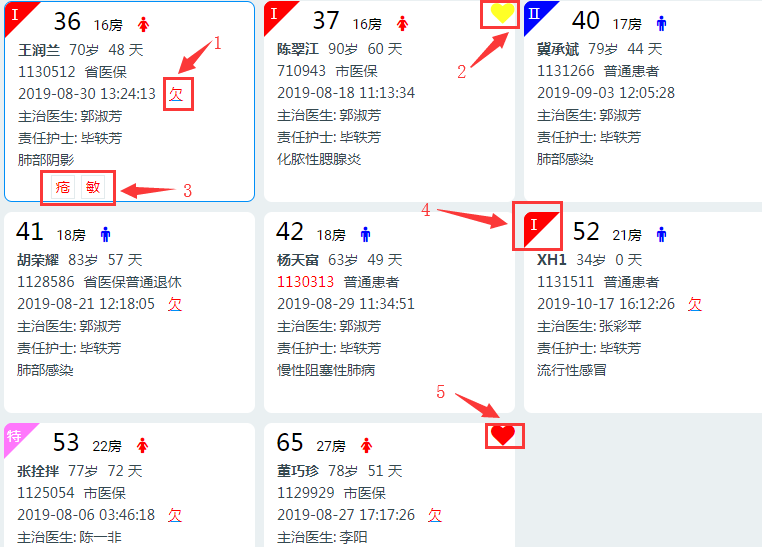 I 36 16房
王润兰 70岁 48 天
1130512 省医保
2019-08-30 13:24:13 欠
主治医生: 郭淑芳
责任护士: 毕轶芳
肺部阴影
疮 敏
1
3
I 37 16房
陈翠江 90岁 60 天
710943 市医保
2019-08-18 11:13:34
主治医生: 郭淑芳
责任护士: 毕轶芳
化脓性腮腺炎
2
II 40 17房
冀承斌 79岁 44 天
1131266 普通患者
2019-09-03 12:05:28
主治医生: 郭淑芳
责任护士: 毕轶芳
肺部感染
41 18房
胡荣耀 83岁 57 天
1128586 省医保普通退休
2019-08-21 12:18:05 欠
主治医生: 郭淑芳
责任护士: 毕轶芳
肺部感染
42 18房
杨天富 63岁 49 天
1130313 普通患者
2019-08-29 11:34:51
主治医生: 郭淑芳
责任护士: 毕轶芳
慢性阻塞性肺病
4
I 52 21房
XH1 34岁 0 天
1131511 普通患者
2019-10-17 16:12:26 欠
主治医生: 张彩苹
责任护士: 毕轶芳
流行性感冒
特 53 22房
张拴拌 77岁 72 天
1125054 市医保
2019-08-06 03:46:18 欠
主治医生: 陈一非
5
65 27房
董巧珍 78岁 51 天
1129929 市医保
2019-08-27 17:17:26 欠
主治医生: 李阳